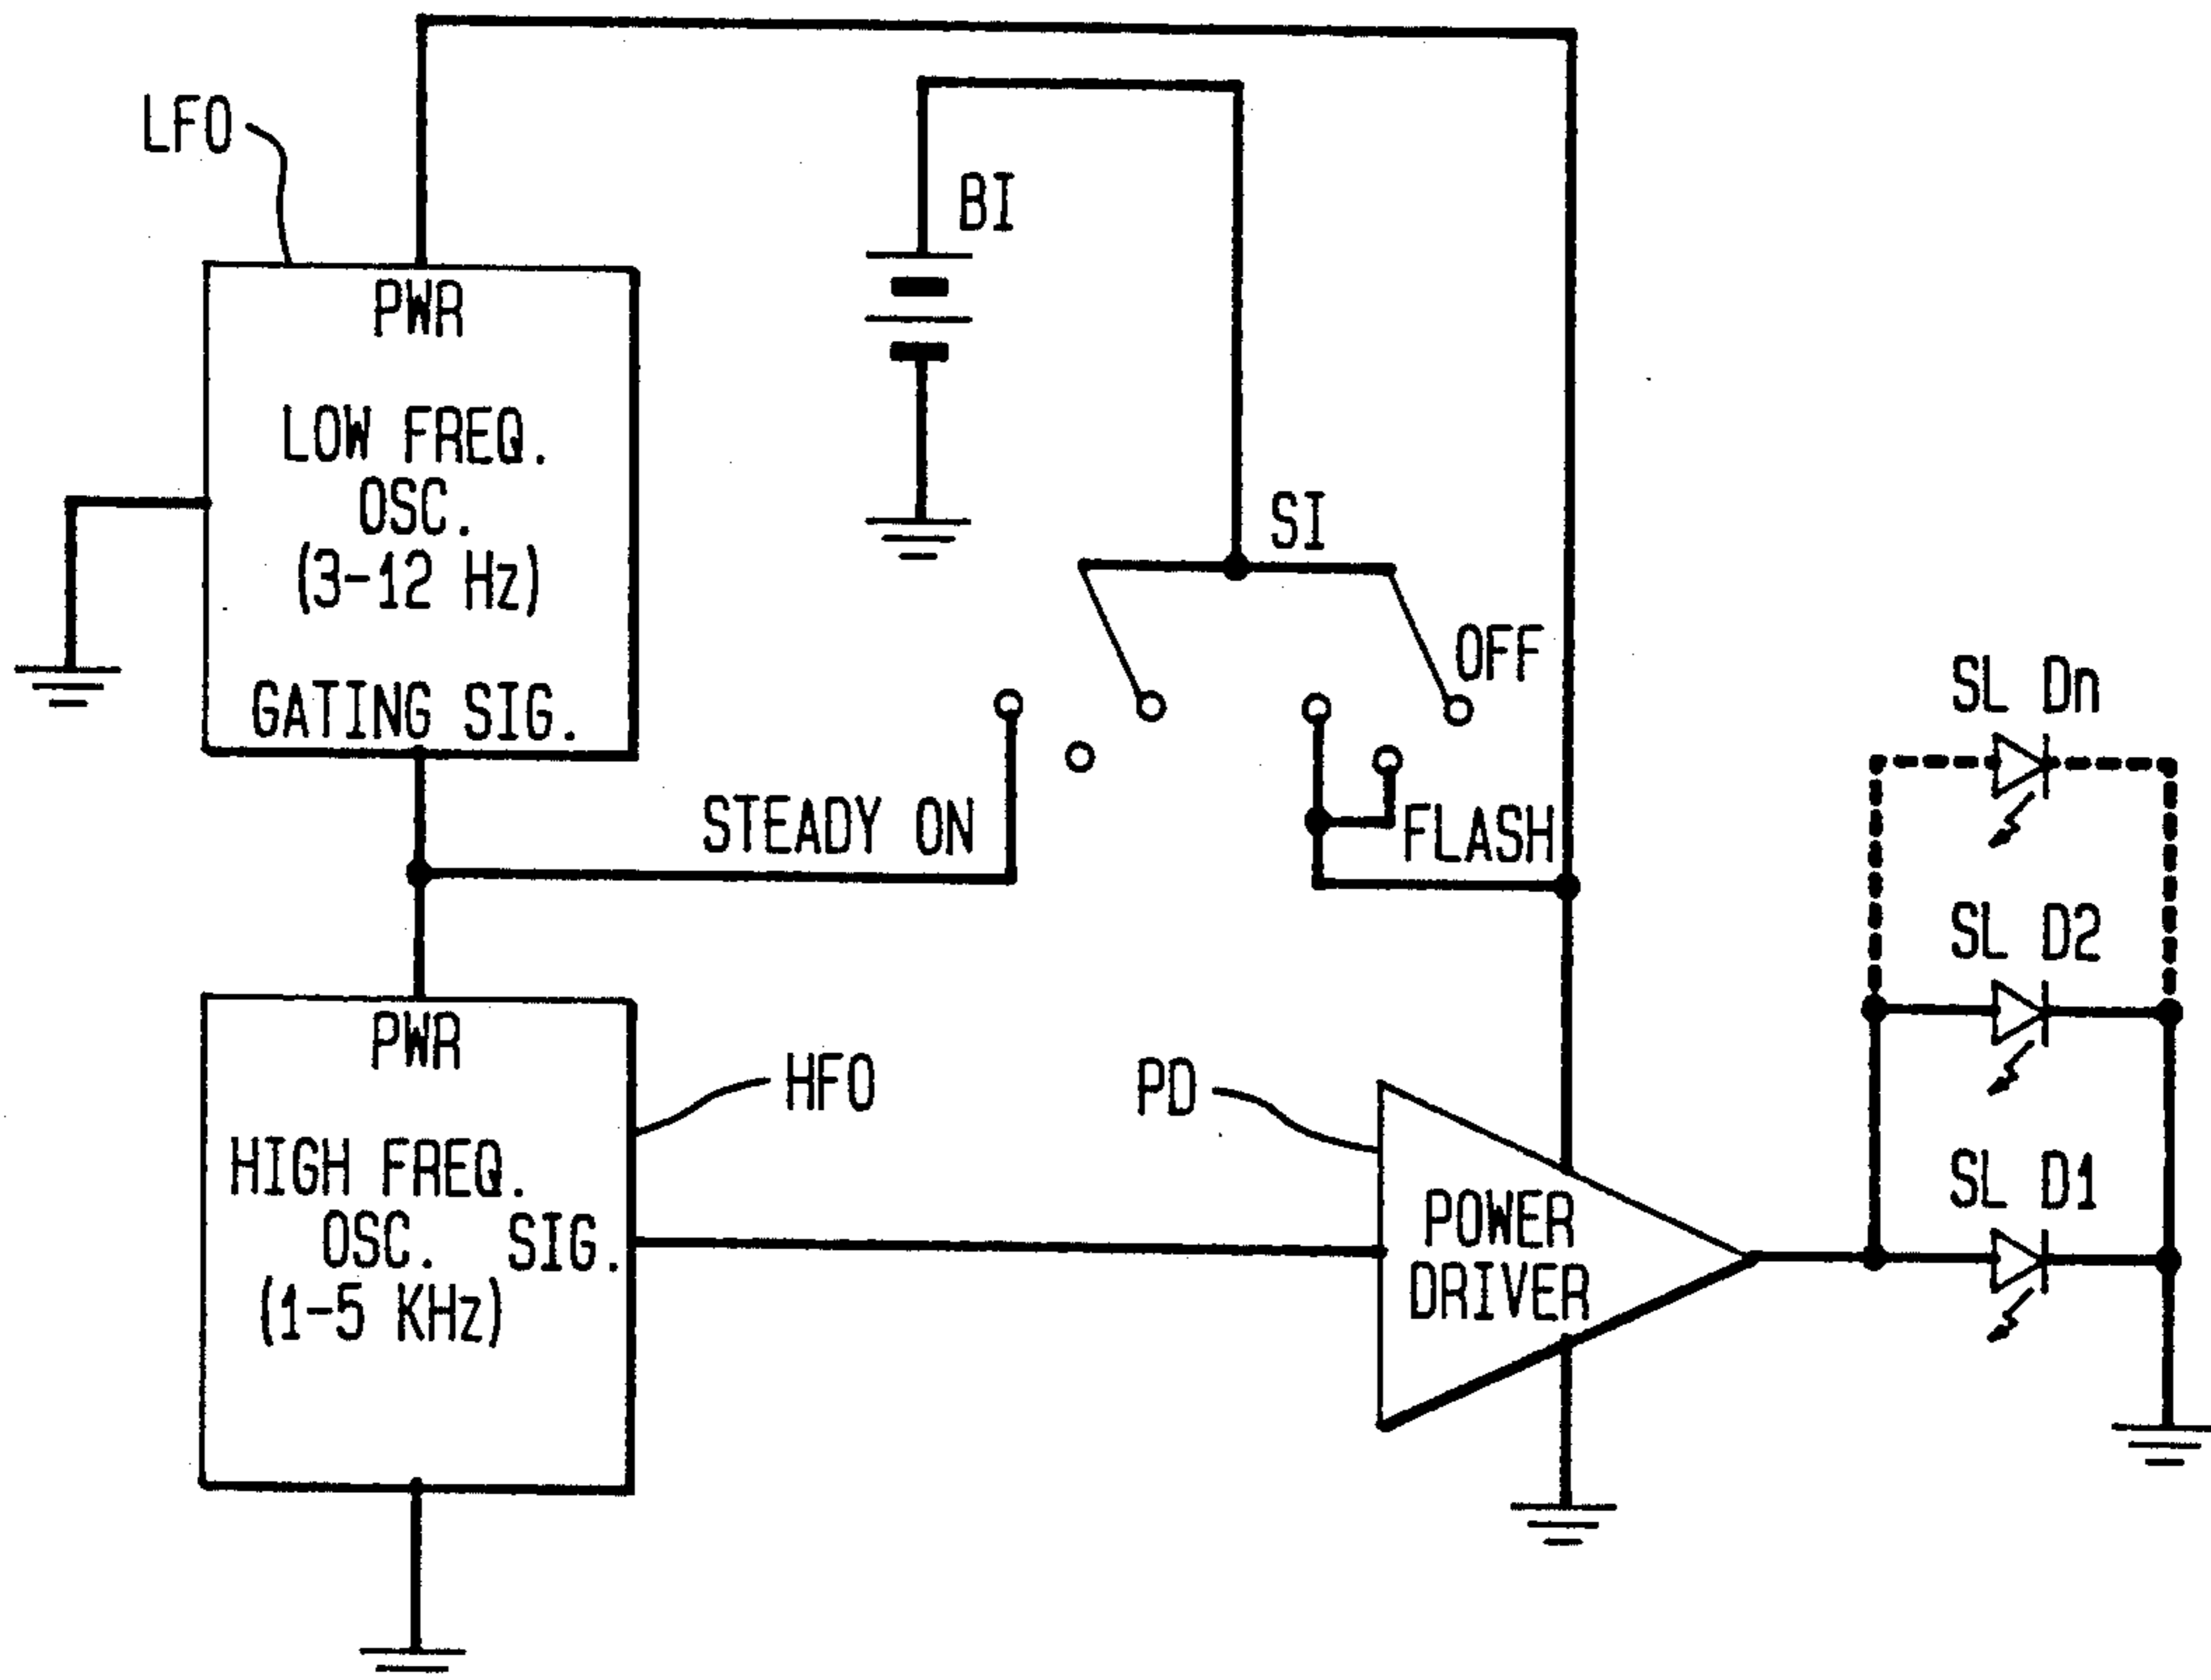 LFO
BI
PWR
LOW FREQ.
OSC.
(3-12 Hz)
GATING SIG.
SI
OFF
STEADY ON
FLASH
SL Dn
SL D2
SL D1
PWR
HFO
HIGH FREQ.
OSC. SIG.
(1-5 KHz)
PD
POWER
DRIVER